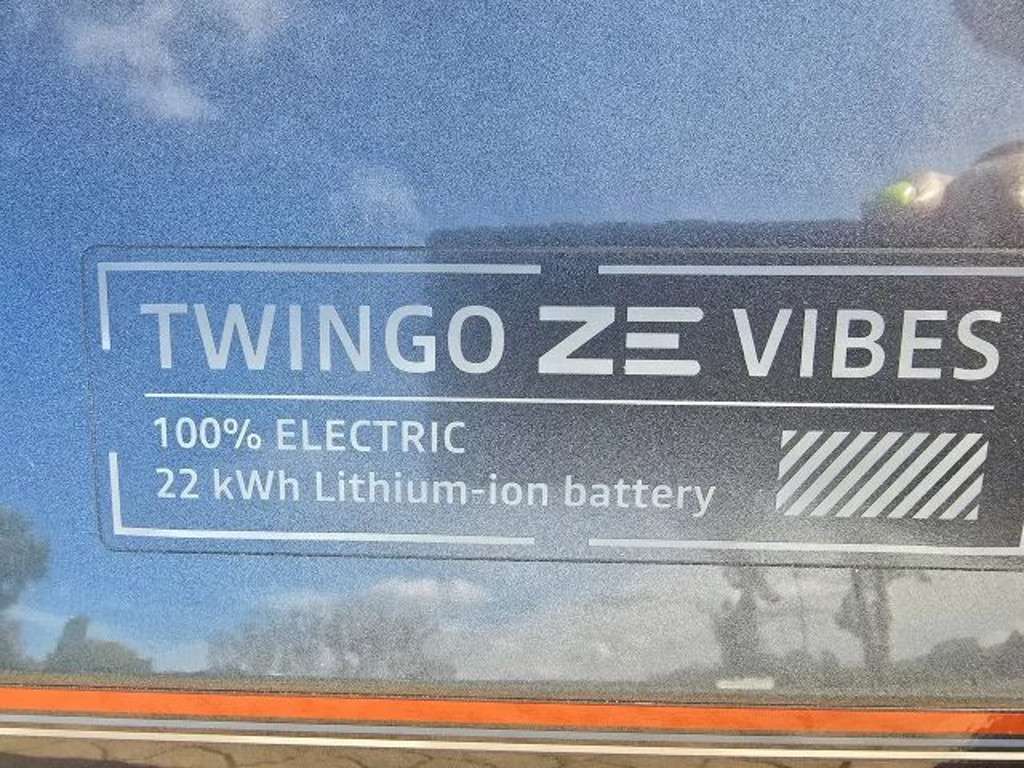 TWINGO ZE VIBES
100% ELECTRIC
22 kWh Lithium-ion battery